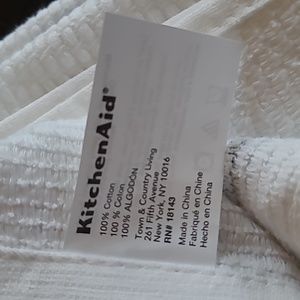 KitchenAid®
100% Cotton
100 % Coton
100% ALGODÓN
Town & Country Living
261 Fifth Avenue
New York, NY 10016
RN# 18143
Made in China
Fabriqué en Chine
Hecho en China